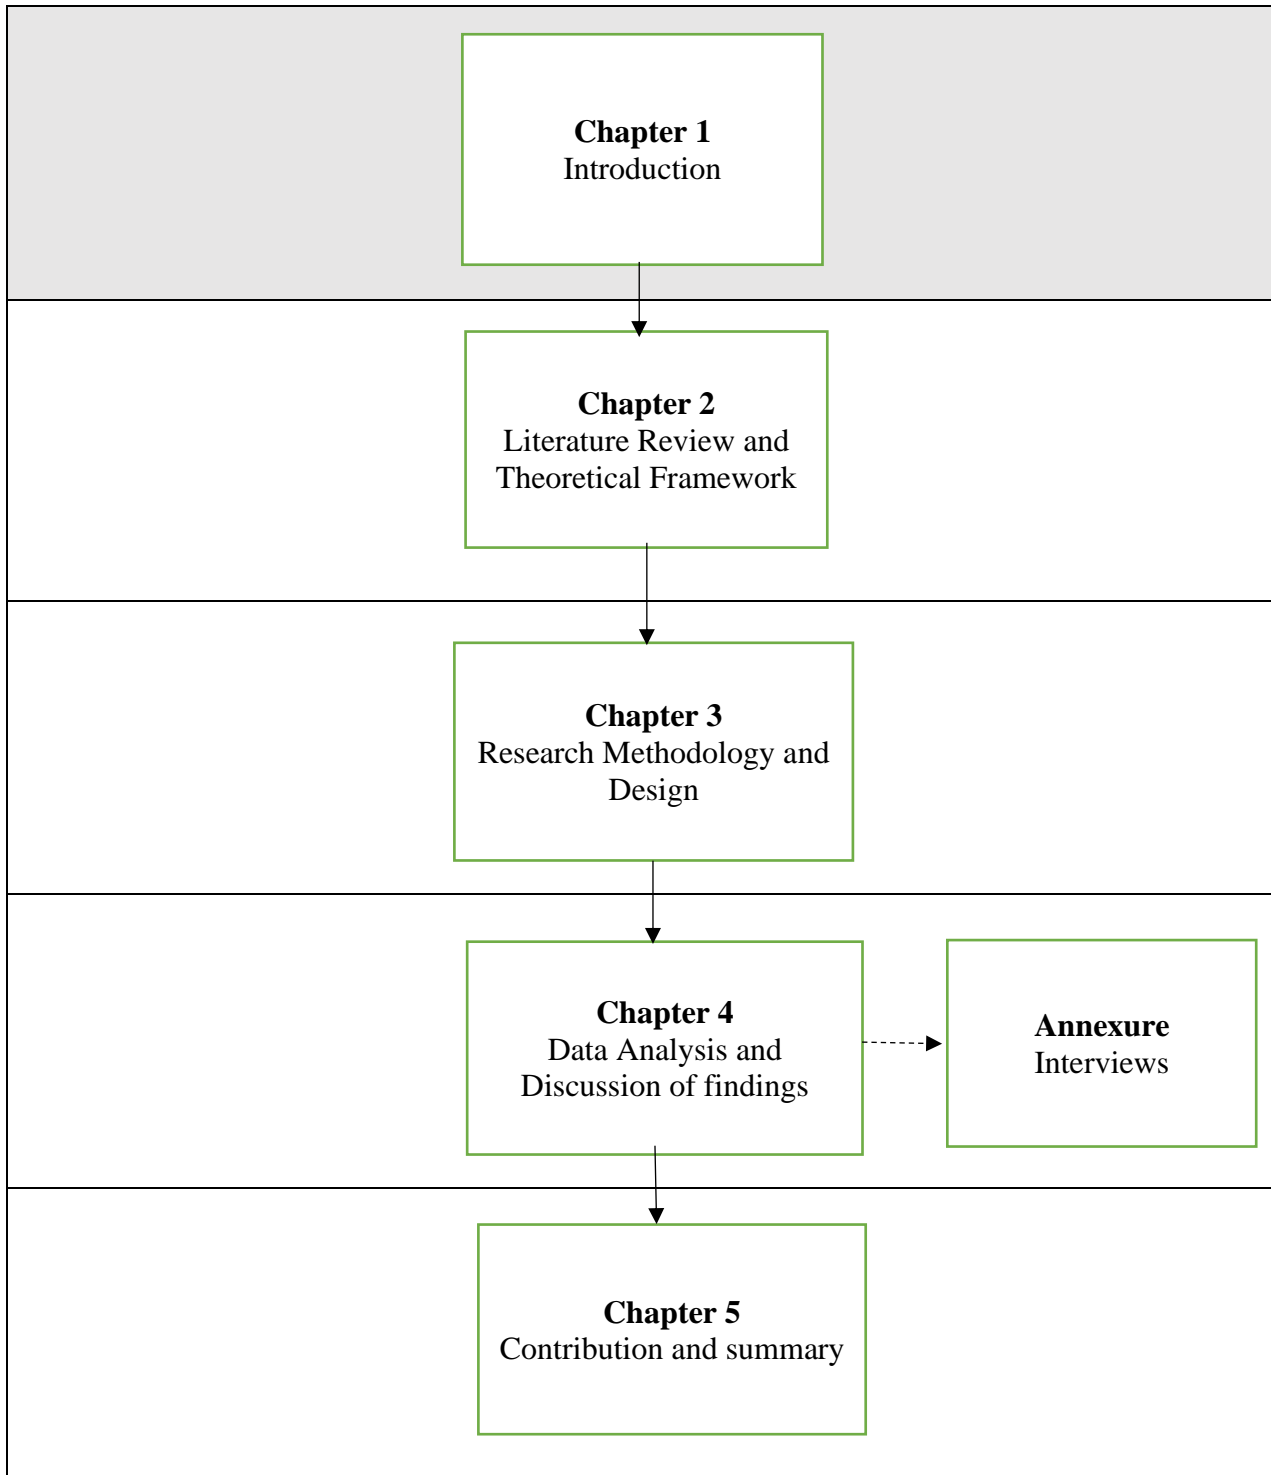 Chapter 1
Introduction
Chapter 2
Literature Review and
Theoretical Framework
Chapter 3
Research Methodology and
Design
Chapter 4
Data Analysis and
Discussion of findings
Annexure
Interviews
Chapter 5
Contribution and summary